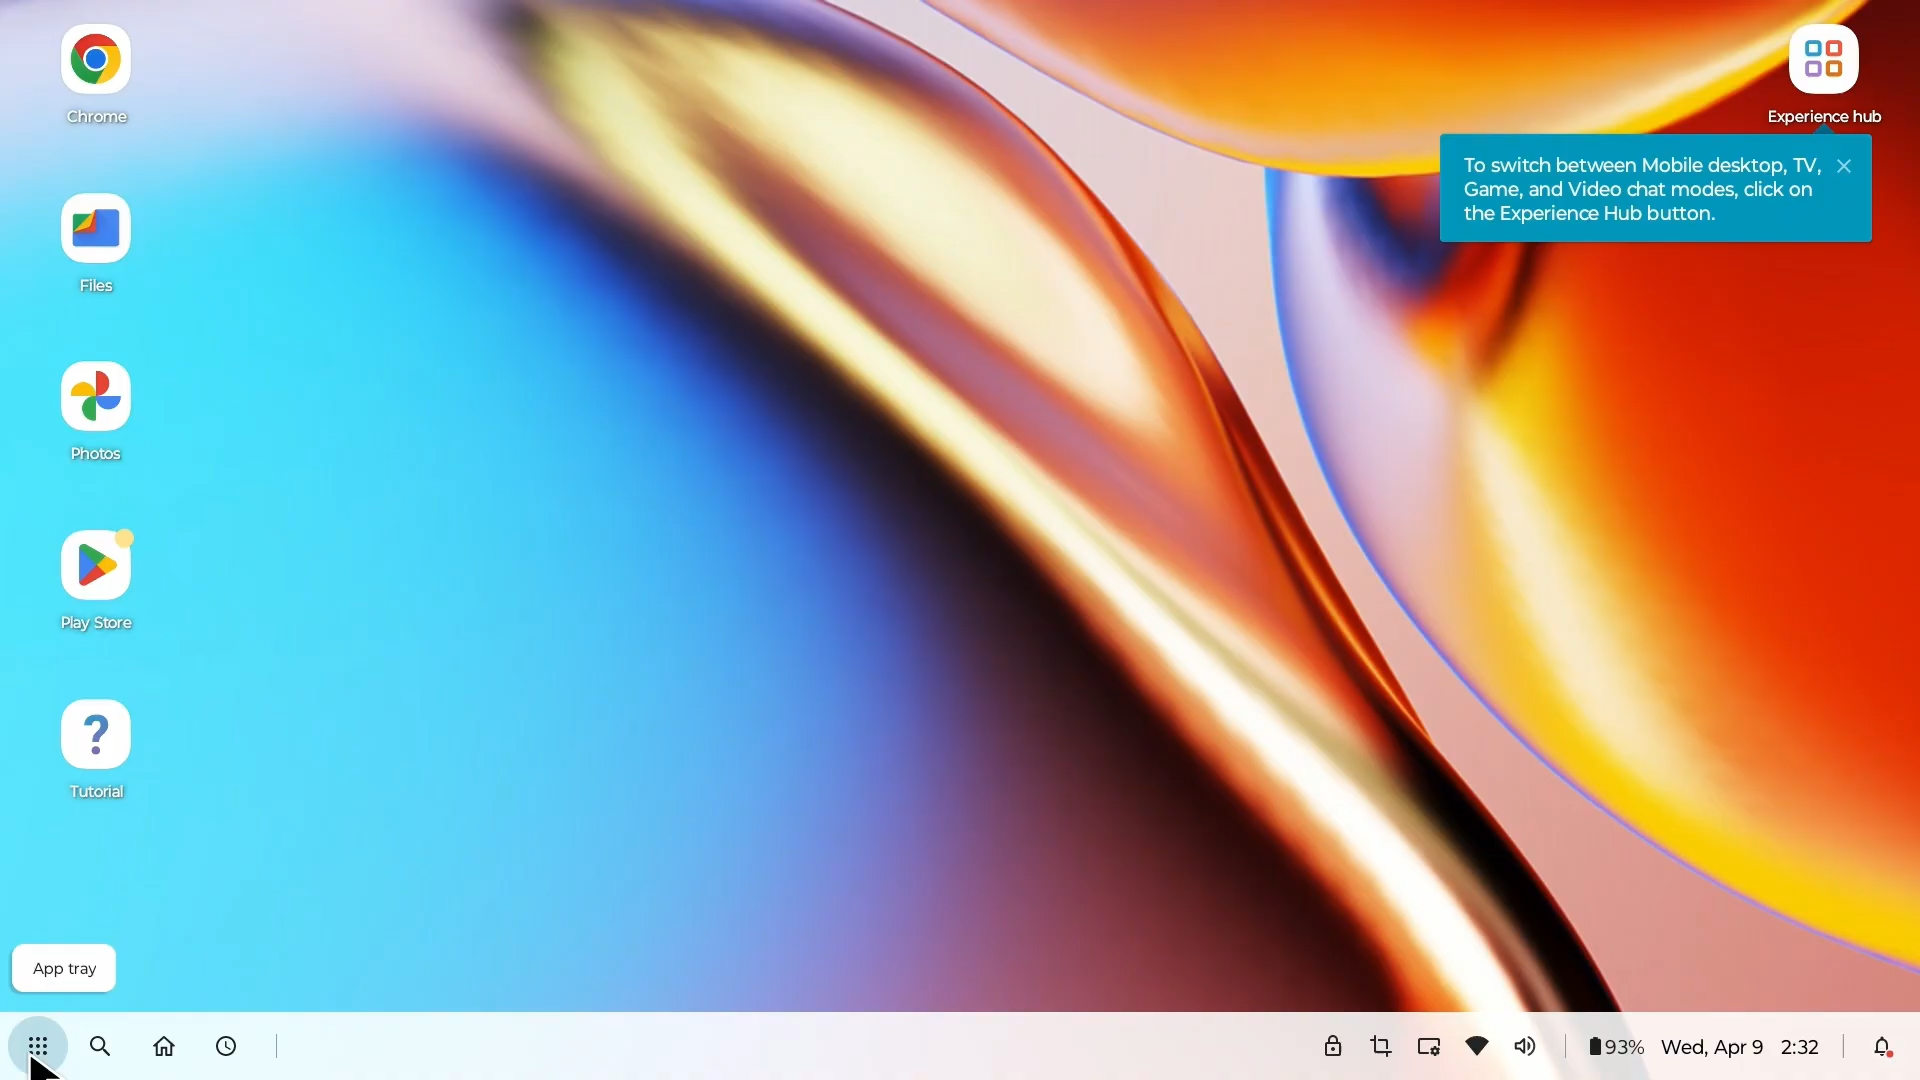 Chrome
Files
Photos
Play Store
Tutorial
Experience hub
To switch between Mobile desktop, TV,
Game, and Video chat modes, click on
the Experience Hub button.
App tray
93% Wed, Apr 9 2:32